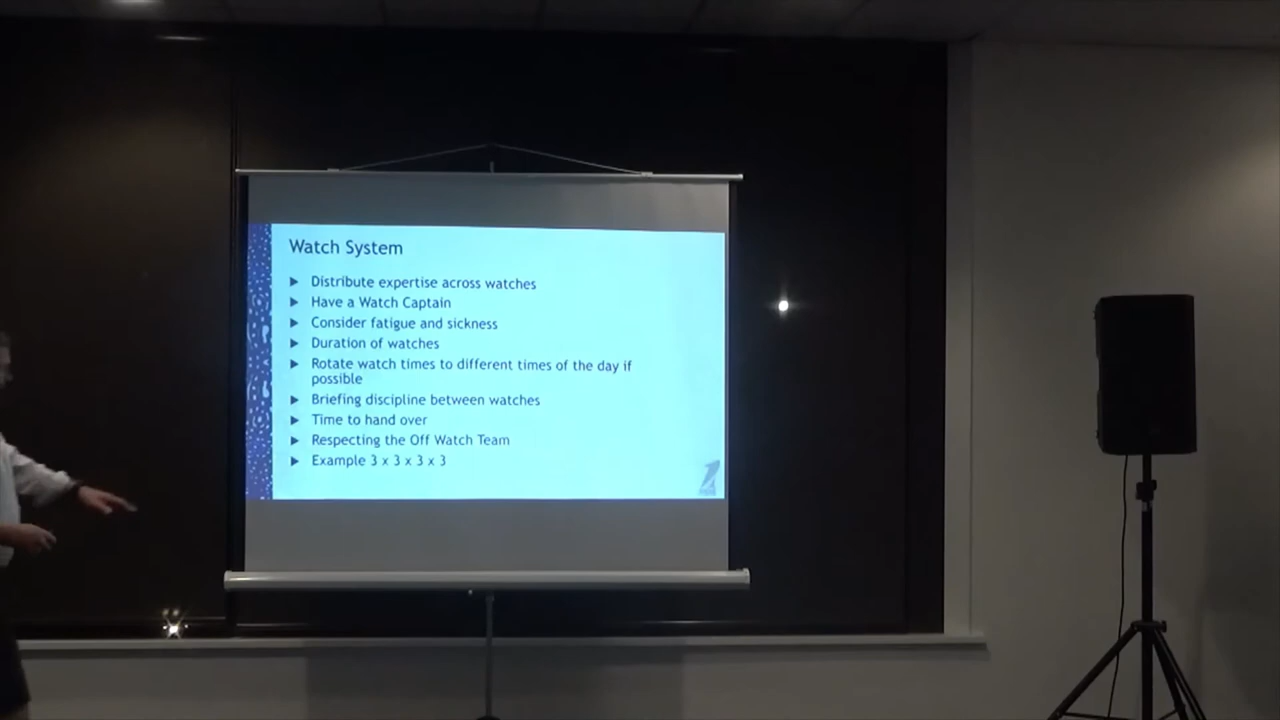 Watch System
Distribute expertise across watches
Have a Watch Captain
Consider fatigue and sickness
Duration of watches
Rotate watch times to different times of the day if
possible
Briefing discipline between watches
Time to hand over
Respecting the Off Watch Team
Example 3 x 3 x 3 x 3